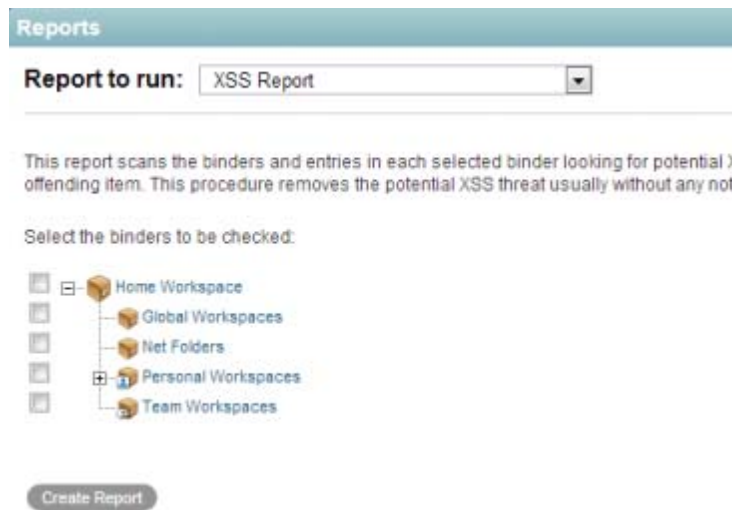 Reports
Report to run: XSS Report
This report scans the binders and entries in each selected binder looking for potential
offending item. This procedure removes the potential XSS threat usually without any
Select the binders to be checked:
Home Workspace
Global Workspaces
Net Folders
Personal Workspaces
Team Workspaces
Create Report